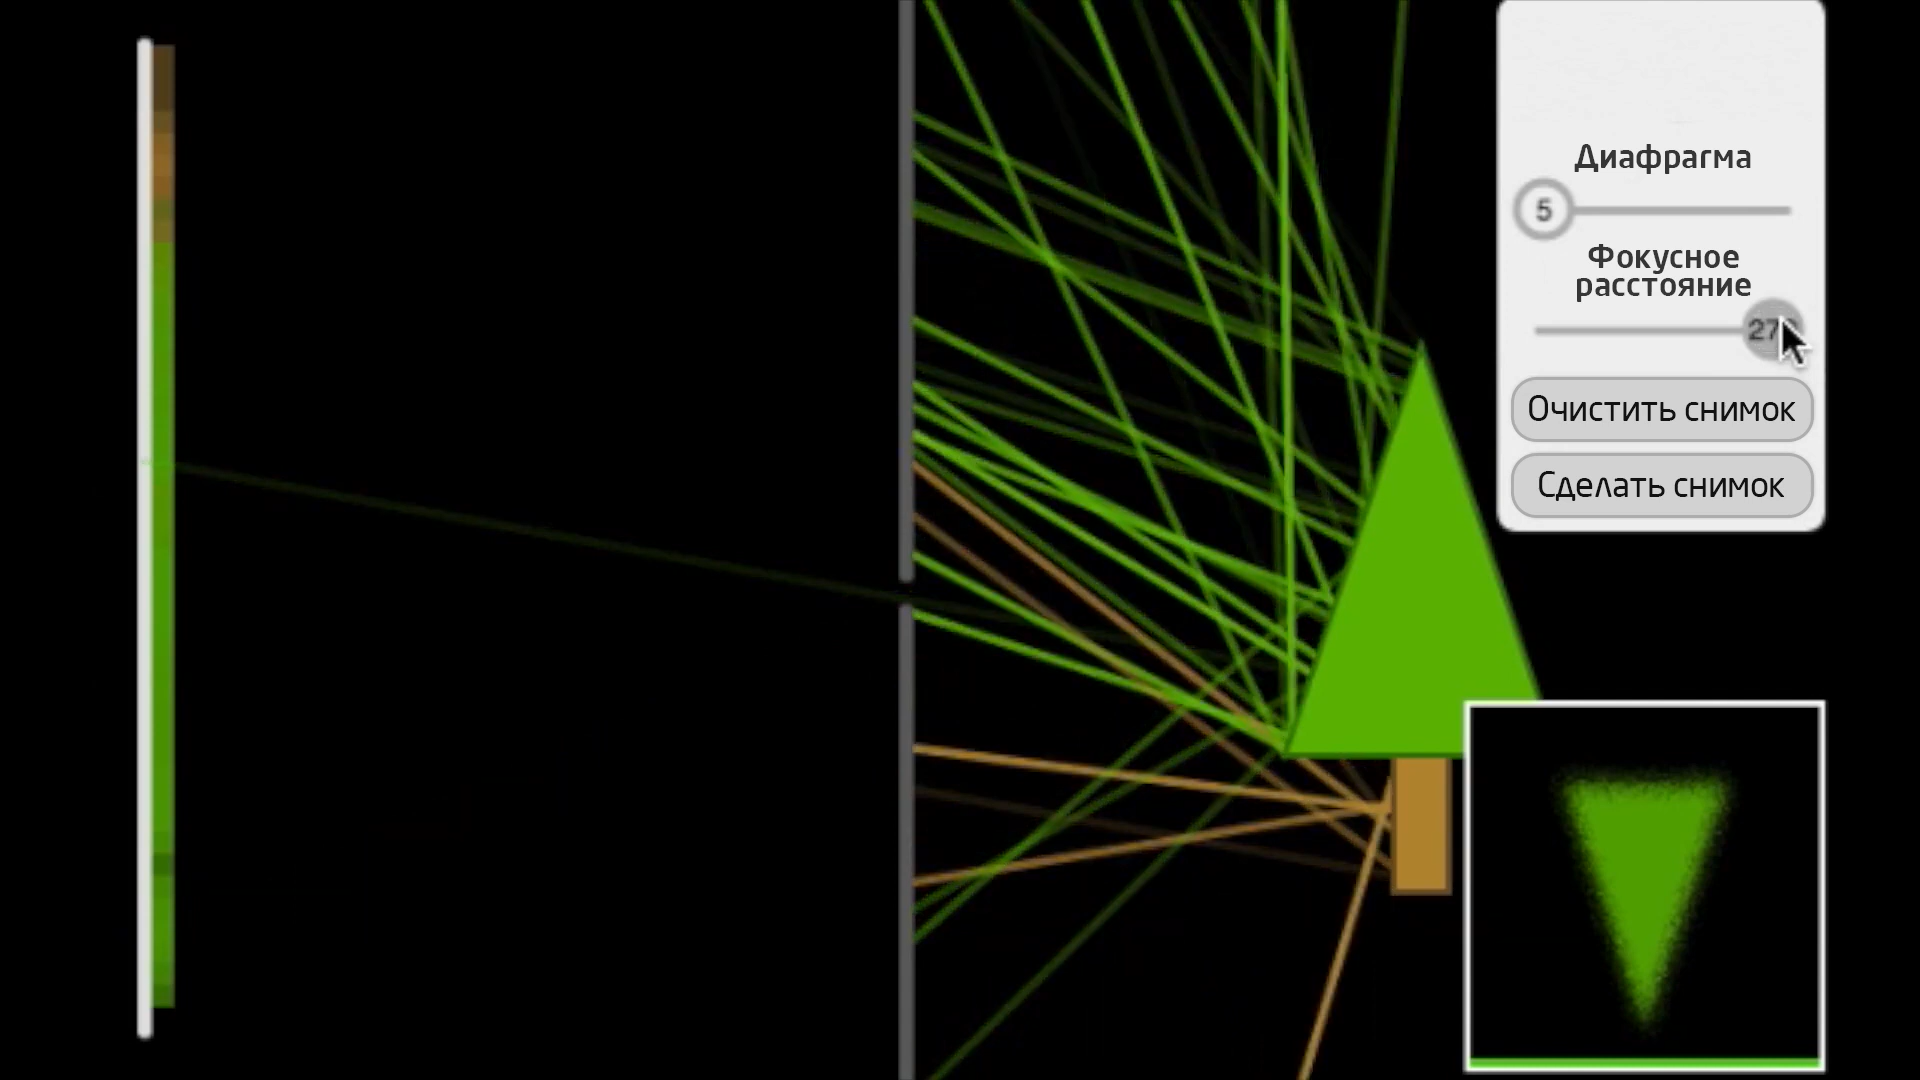 Диафрагма
5
Фокусное
расстояние
Очистить снимок
Сделать снимок